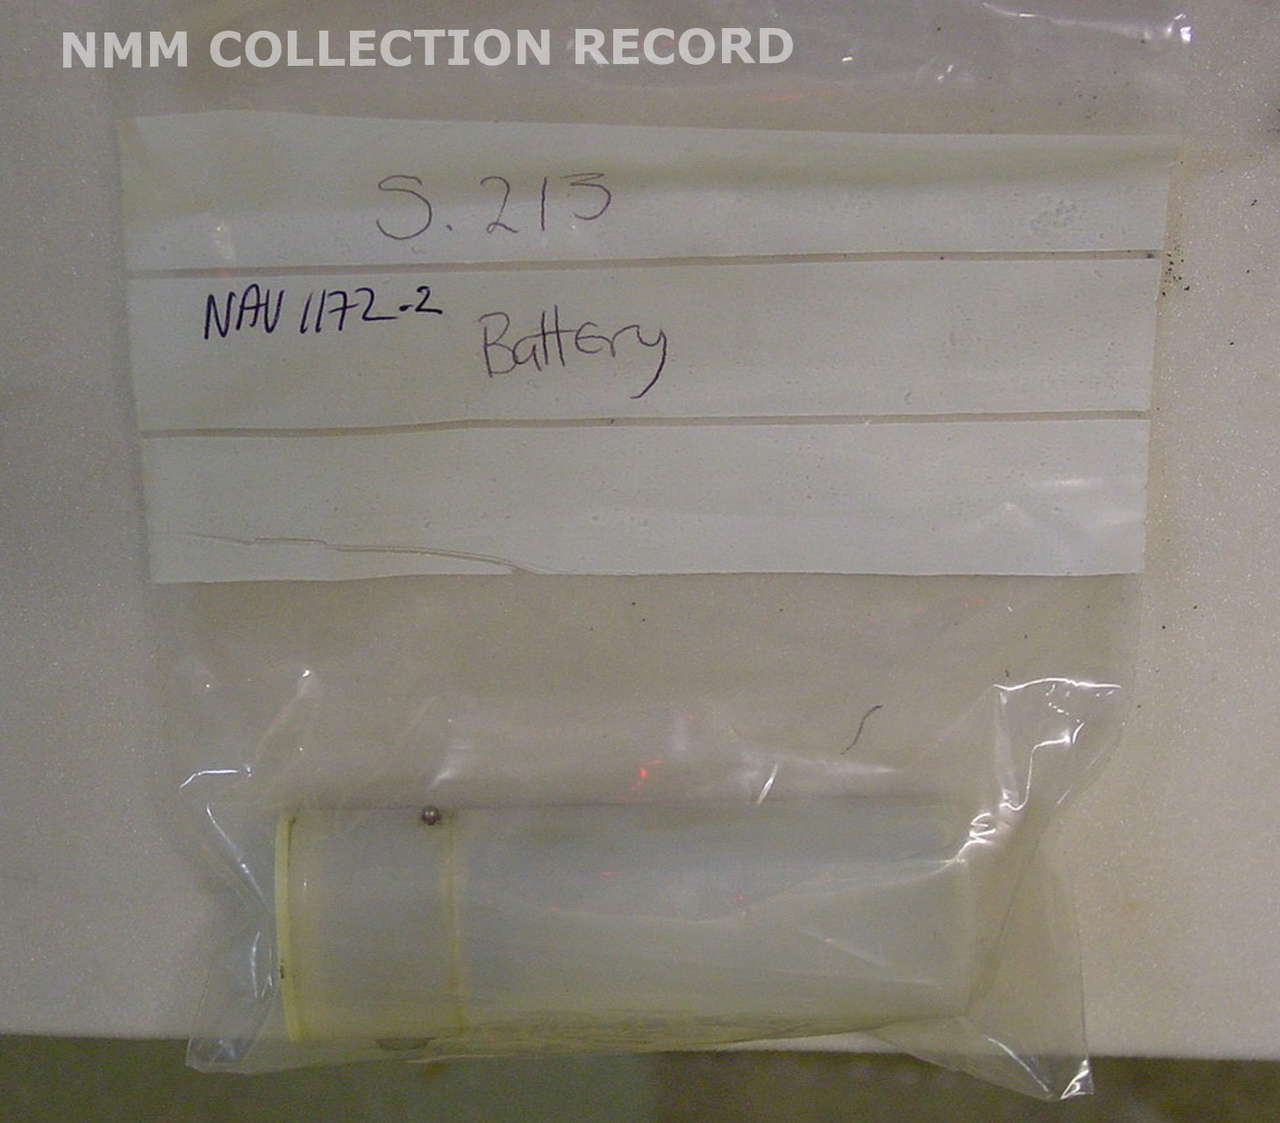 NMM COLLECTION RECORD
S. 213
NAV 1172-2
Battery